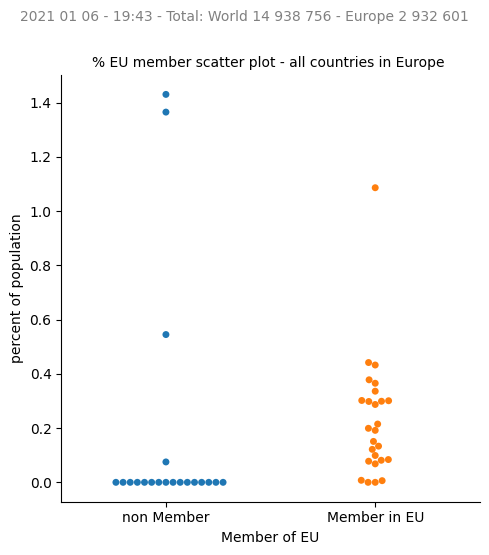 2021 01 06 - 19:43 - Total: World 14 938 756 - Europe 2 932 601
% EU member scatter plot - all countries in Europe
1.4
1.2
1.0
0.8
0.6
0.4
0.2
0.0
percent of population
non Member
Member in EU
Member of EU